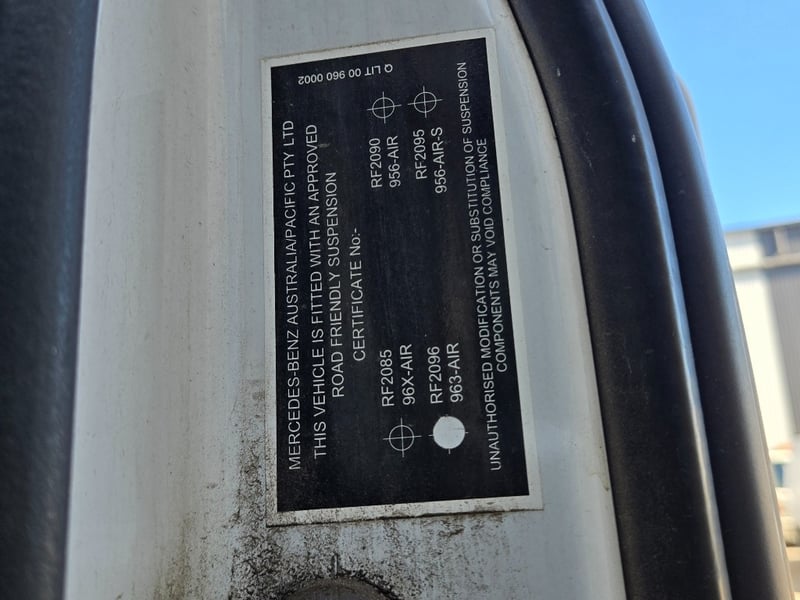 MERCEDES-BENZ AUSTRALIA/PACIFIC PTY LTD
THIS VEHICLE IS FITTED WITH AN APPROVED
ROAD FRIENDLY SUSPENSION
CERTIFICATE No:-
RF2085
96X-AIR
RF2090
956-AIR
RF2096
963-AIR
RF2095
956-AIR-S
UNAUTHORISED MODIFICATION OR SUBSTITUTION OF SUSPENSION
COMPONENTS MAY VOID COMPLIANCE
Q LIT 00 960 0002